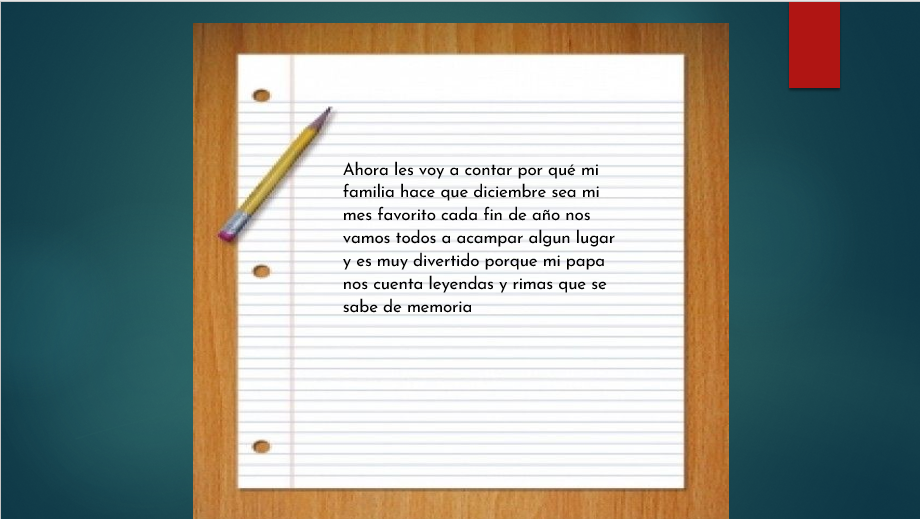 Ahora les voy a contar por qué mi
familia hace que diciembre sea mi
mes favorito cada fin de año nos
vamos todos a acampar algun lugar
y es muy divertido porque mi papa
nos cuenta leyendas y rimas que se
sabe de memoria